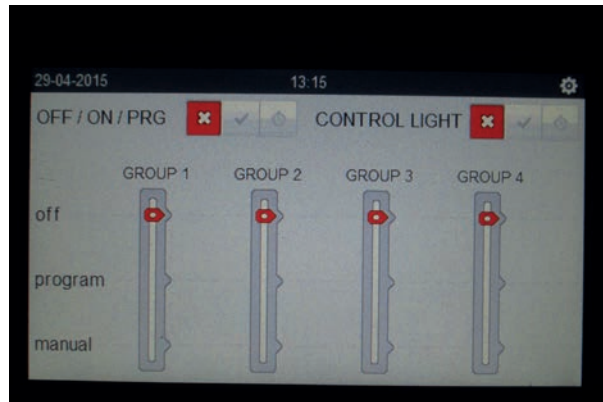 29-04-2015 13:15
OFF / ON / PRG CONTROL LIGHT
GROUP 1 GROUP 2 GROUP 3 GROUP 4
off
program
manual